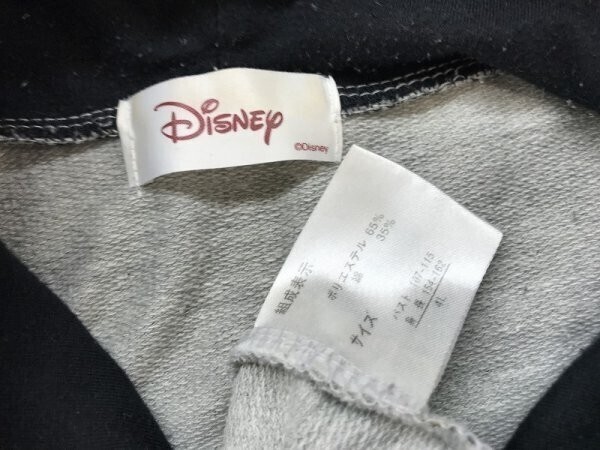 Disney
©Disney
組成表示
ポリエステル 65%
綿 35%
サイズ
バスト 107-115
身長 154-162
4L